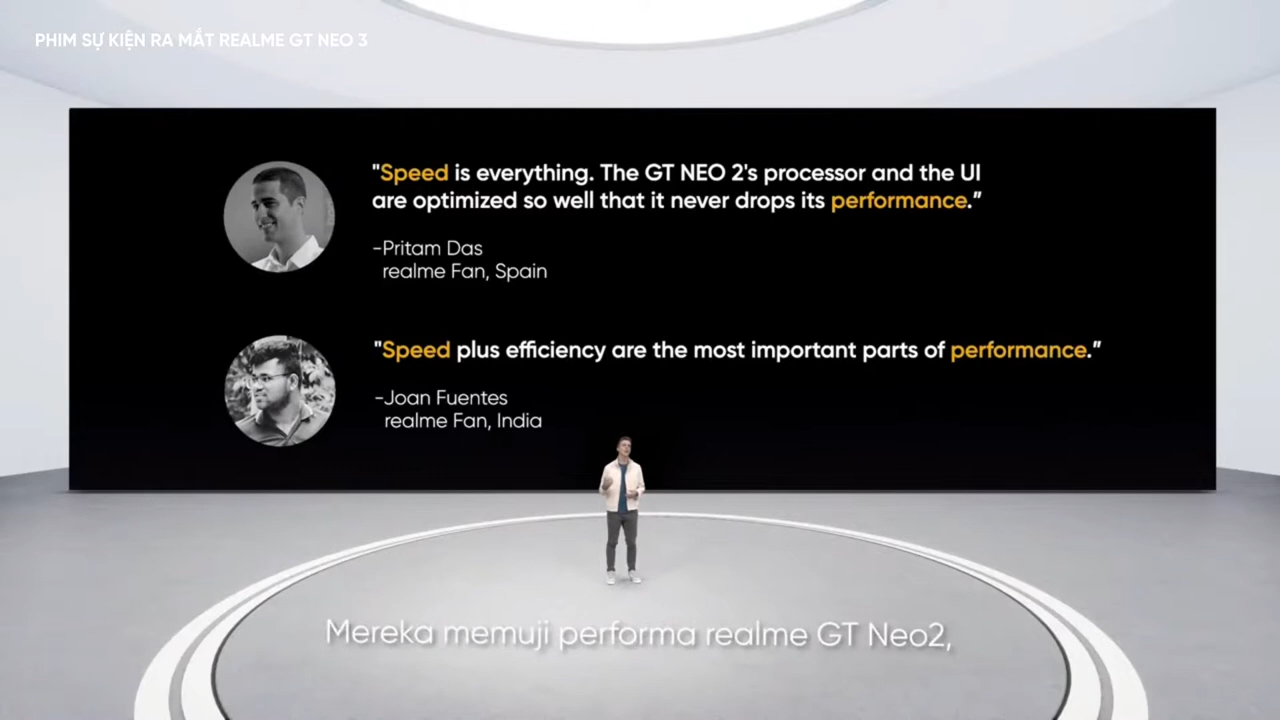 PHIM SỰ KIỆN RA MẮT REALME GT NEO 3
"Speed is everything. The GT NEO 2's processor and the UI
are optimized so well that it never drops its performance.”
-Pritam Das
realme Fan, Spain
"Speed plus efficiency are the most important parts of performance.”
-Joan Fuentes
realme Fan, India
Mereka memuji performa realme GT Neo2,